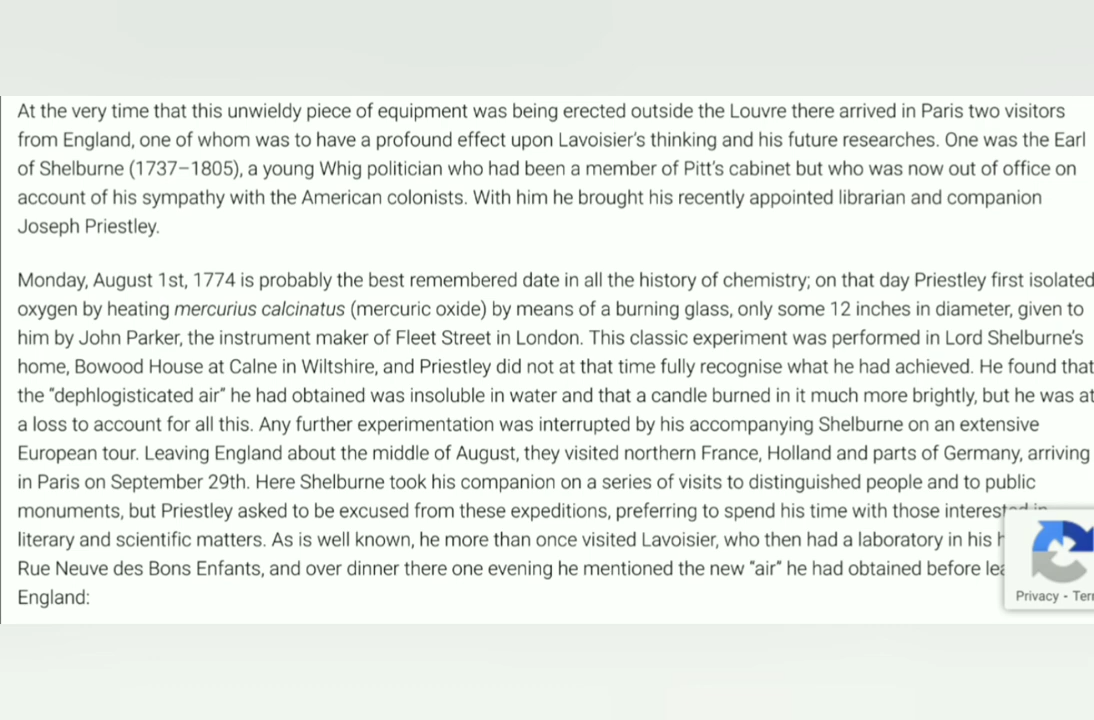 At the very time that this unwieldy piece of equipment was being erected outside the Louvre there arrived in Paris two visitors
from England, one of whom was to have a profound effect upon Lavoisier's thinking and his future researches. One was the Earl
of Shelburne (1737–1805), a young Whig politician who had been a member of Pitt's cabinet but who was now out of office on
account of his sympathy with the American colonists. With him he brought his recently appointed librarian and companion
Joseph Priestley.
Monday, August 1st, 1774 is probably the best remembered date in all the history of chemistry; on that day Priestley first isolated
oxygen by heating mercurius calcinatus (mercuric oxide) by means of a burning glass, only some 12 inches in diameter, given to
him by John Parker, the instrument maker of Fleet Street in London. This classic experiment was performed in Lord Shelburne's
home, Bowood House at Calne in Wiltshire, and Priestley did not at that time fully recognise what he had achieved. He found that
the "dephlogisticated air" he had obtained was insoluble in water and that a candle burned in it much more brightly, but he was at
a loss to account for all this. Any further experimentation was interrupted by his accompanying Shelburne on an extensive
European tour. Leaving England about the middle of August, they visited northern France, Holland and parts of Germany, arriving
in Paris on September 29th. Here Shelburne took his companion on a series of visits to distinguished people and to public
monuments, but Priestley asked to be excused from these expeditions, preferring to spend his time with those interested in
literary and scientific matters. As is well known, he more than once visited Lavoisier, who then had a laboratory in his
Rue Neuve des Bons Enfants, and over dinner there one evening he mentioned the new "air" he had obtained before
England:
Privacy -